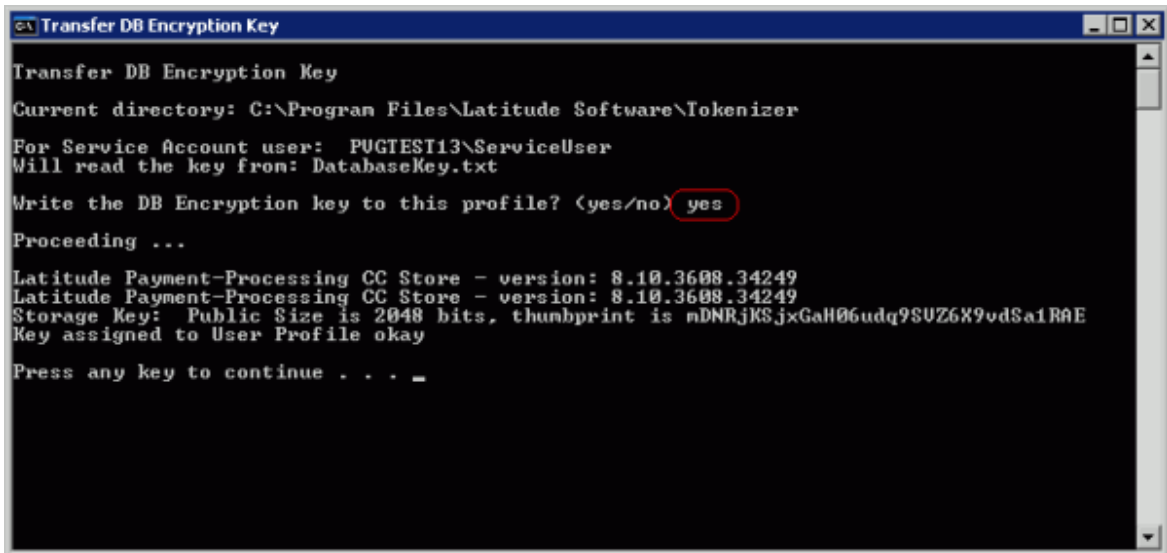 Transfer DB Encryption Key
Transfer DB Encryption Key
Current directory: C:\Program Files\Latitude Software\Tokenizer
For Service Account user:  PVGTEST13\ServiceUser
Will read the key from: DatabaseKey.txt
Write the DB Encryption key to this profile? (yes/no) yes
Proceeding ...
Latitude Payment-Processing CC Store - version: 8.10.3608.34249
Latitude Payment-Processing CC Store - version: 8.10.3608.34249
Storage Key:  Public Size is 2048 bits, thumbprint is mDNRjKSjxGaH06udq9SVZ6X9vdSa1RAE
Key assigned to User Profile okay
Press any key to continue . . . _